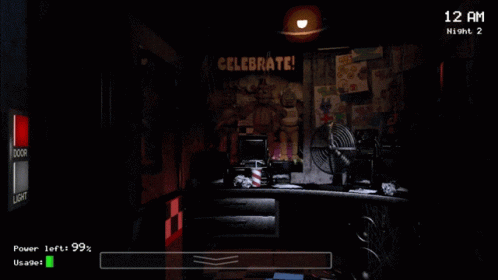 12 AM
Night 2
CELEBRATE!
DOOR
LIGHT
Power left: 99%
Usage: